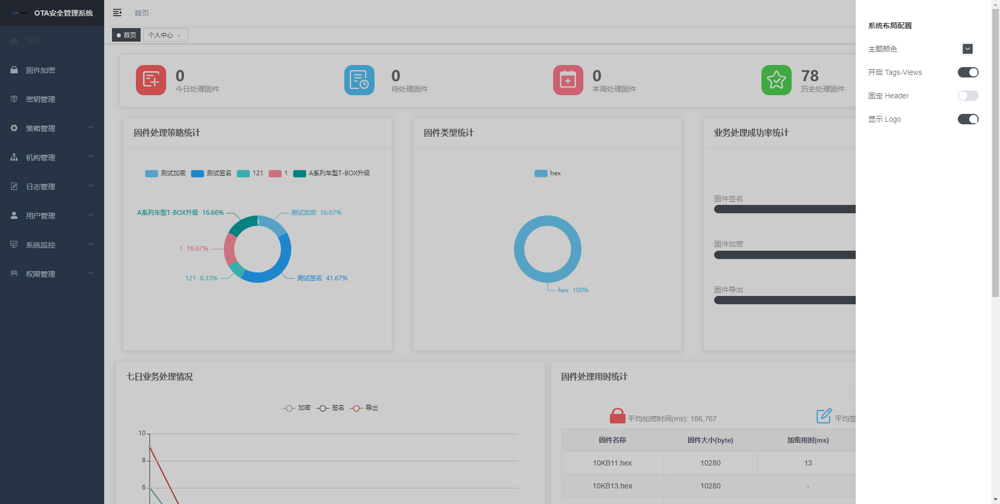 OTA安全管理系统
首页
固件加密
密钥管理
策略管理
机构管理
日志管理
用户管理
系统监控
权限管理
首页
首页
个人中心 ×
0
今日处理固件
0
待处理固件
0
本周处理固件
78
历史处理固件
固件处理策略统计
测试加密 测试签名 121 1 A系列车型T-BOX升级
A系列车型T-BOX升级 16.66%
测试加密 16.67%
1 16.67%
121 8.33%
测试签名 41.67%
固件类型统计
hex
hex 100%
业务处理成功率统计
固件签名
固件加密
固件导出
七日业务处理情况
加密 签名 导出
10
8
6
固件处理用时统计
平均加密时间(ms): 186,767
平均签
固件名称 固件大小(byte) 加密用时(ms)
10KB11.hex 10280 13
10KB13.hex 10280 -
系统布局配置
主题颜色
开启 Tags-Views
固定 Header
显示 Logo